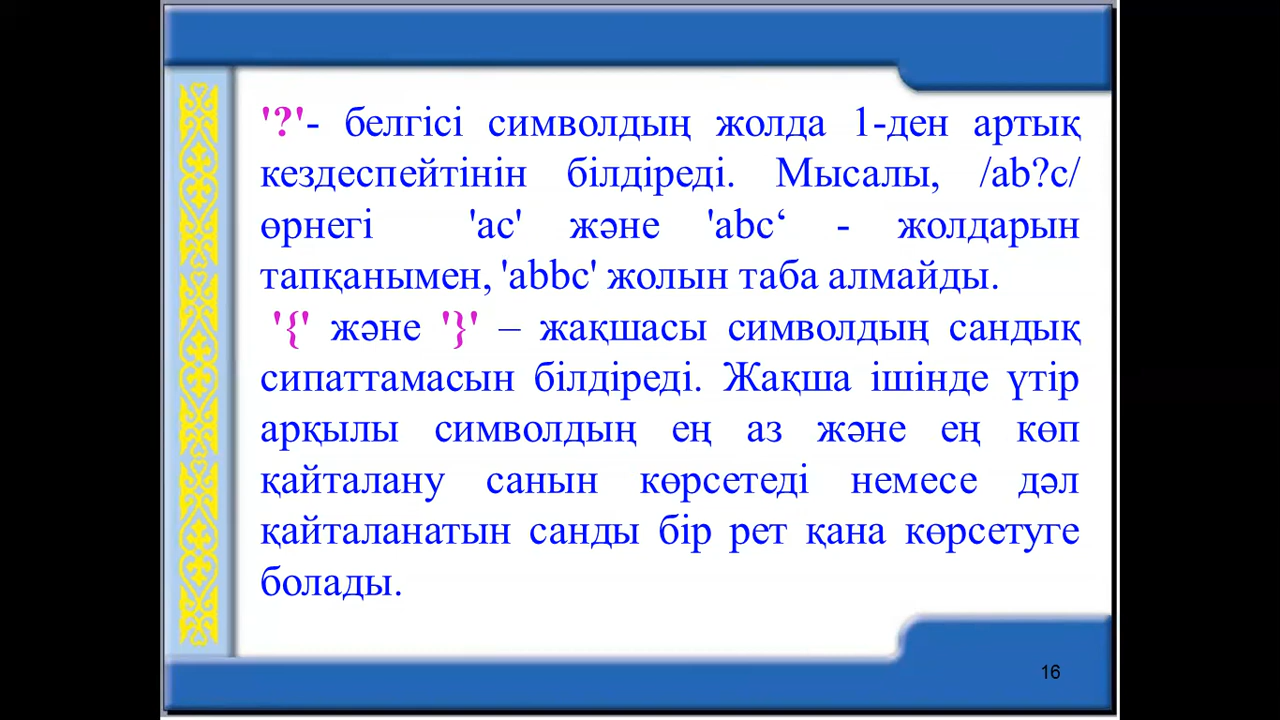 '?'- белгісі символдың жолда 1-ден артық
кездеспейтінін білдіреді. Мысалы, /ab?c/
өрнегі 'ac' және 'abc‘ - жолдарын
тапқанымен, 'abbc' жолын таба алмайды.
'{' және '}' – жақшасы символдың сандық
сипаттамасын білдіреді. Жақша ішінде үтір
арқылы символдың ең аз және ең көп
қайталану санын көрсетеді немесе дәл
қайталанатын санды бір рет қана көрсетуге
болады.
16